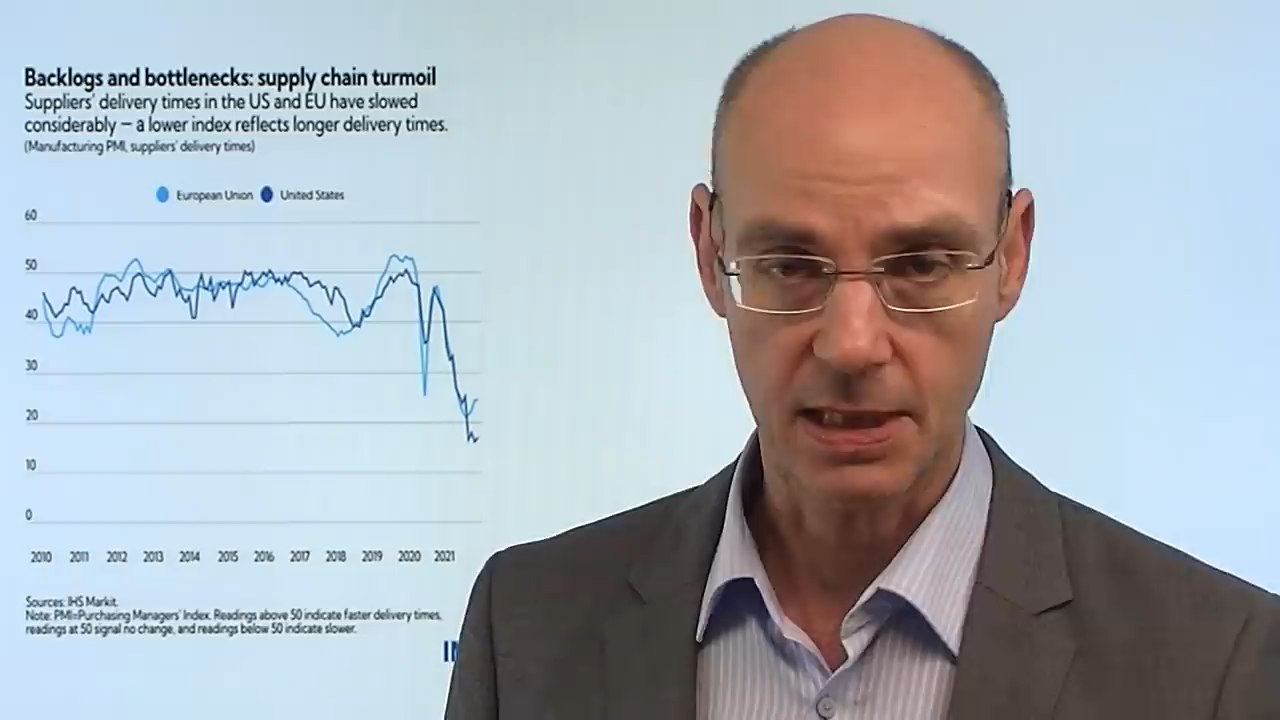 Backlogs and bottlenecks: supply chain turmoil
Suppliers' delivery times in the US and EU have slowed
considerably – a lower index reflects longer delivery times.
(Manufacturing PMI, suppliers' delivery times)
European Union United States
60
50
40
30
20
10
0
2010 2011 2012 2013 2014 2015 2016 2017 2018 2019 2020 2021
Sources: IHS Markit.
Note: PMI=Purchasing Managers' Index. Readings above 50 indicate faster delivery times,
readings at 50 signal no change, and readings below 50 indicate slower.